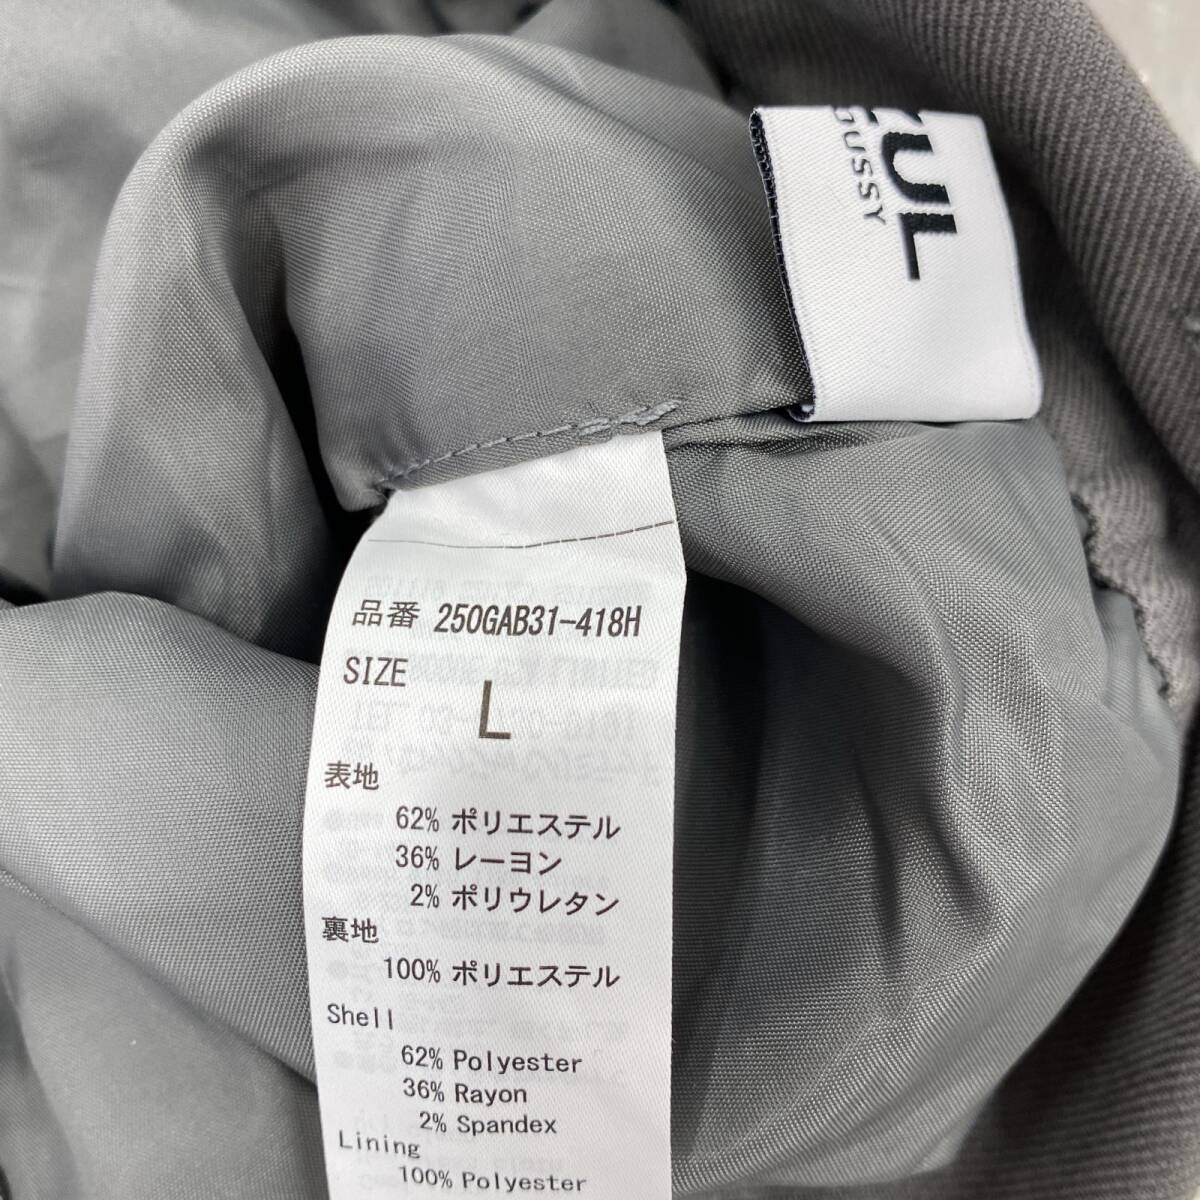 ZUL
OUSSY
品番 250GAB31-418H
SIZE
L
表地
62% ポリエステル
36% レーヨン
2% ポリウレタン
裏地
100% ポリエステル
Shell
62% Polyester
36% Rayon
2% Spandex
Lining
100% Polyester